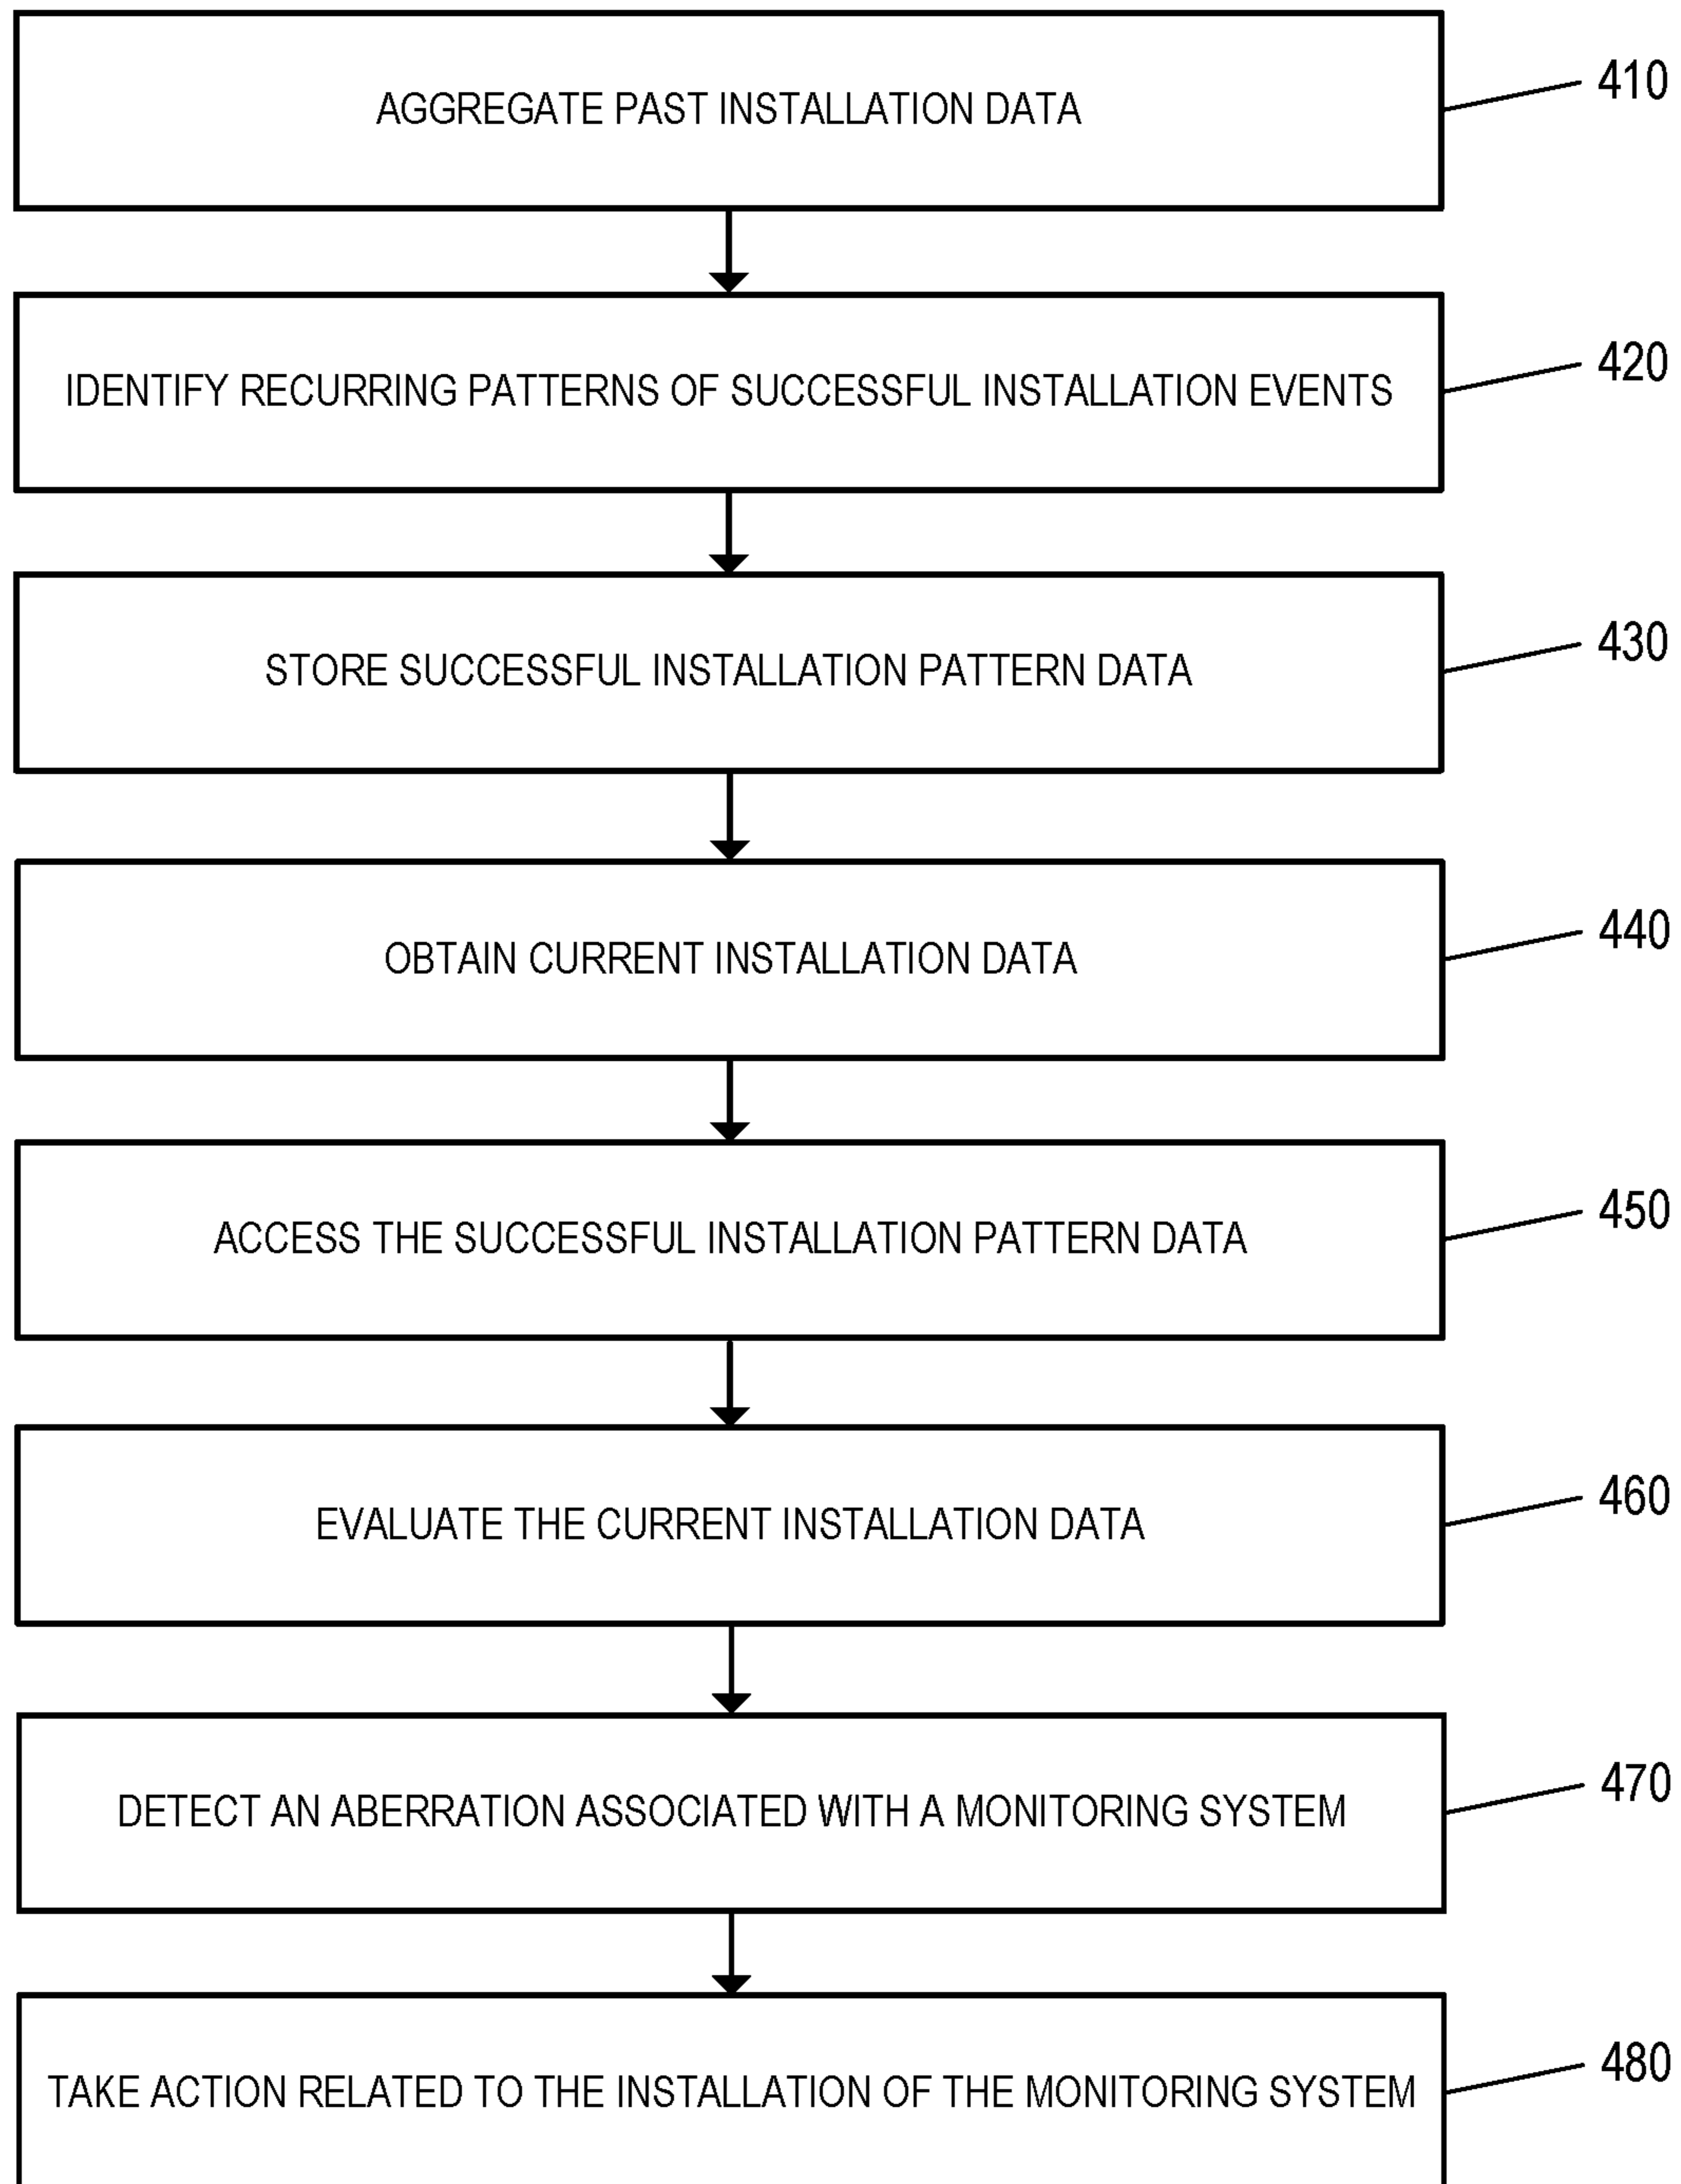 AGGREGATE PAST INSTALLATION DATA
410
IDENTIFY RECURRING PATTERNS OF SUCCESSFUL INSTALLATION EVENTS
420
STORE SUCCESSFUL INSTALLATION PATTERN DATA
430
OBTAIN CURRENT INSTALLATION DATA
440
ACCESS THE SUCCESSFUL INSTALLATION PATTERN DATA
450
EVALUATE THE CURRENT INSTALLATION DATA
460
DETECT AN ABERRATION ASSOCIATED WITH A MONITORING SYSTEM
470
TAKE ACTION RELATED TO THE INSTALLATION OF THE MONITORING SYSTEM
480